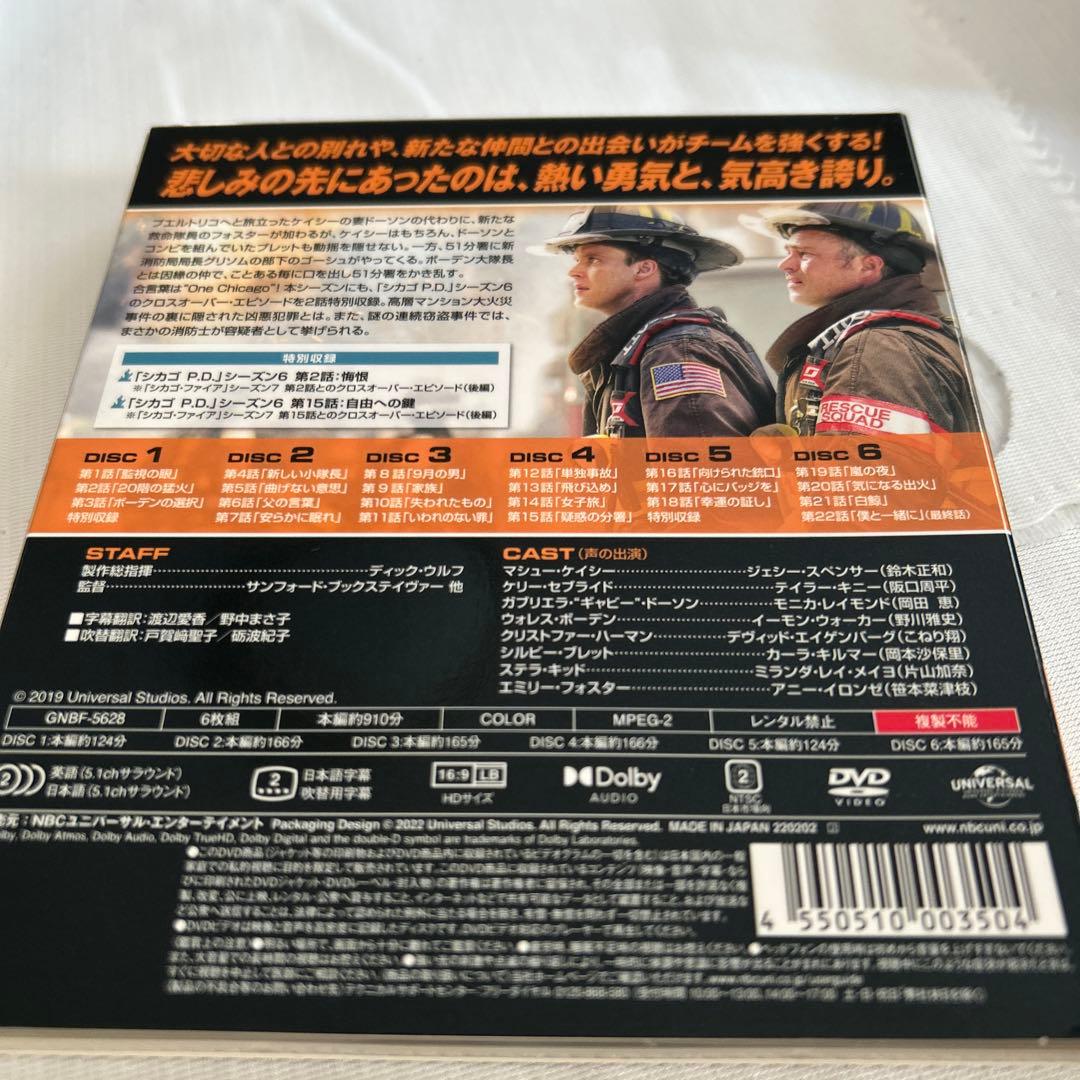 大切な人との別れや、新たな仲間との出会いがチームを強くする!
悲しみの先にあったのは、熱い勇気と、気高き誇り。
プエルトリコへと旅立ったケイシーの妻ドーソンの代わりに、新たな
救命隊長のフォスターが加わるが、ケイシーはもちろん、ドーソンと
コンビを組んでいたブレットも動揺を隠せない。一方、51分署に新
消防局局長グリソムの部下のゴーシュがやってくる。ボーデン大隊長
とは因縁の仲で、ことある毎に口を出し51分署をかき乱す。
合言葉は"One Chicago"! 本シーズンにも、「シカゴ P.D.」シーズン6
のクロスオーバー・エピソードを2話特別収録。高層マンション大火災
事件の裏に隠された凶悪犯罪とは。また、謎の連続窃盗事件では、
まさかの消防士が容疑者として挙げられる。
特別収録
「シカゴ P.D.」シーズン6 第2話:悔恨
※「シカゴ・ファイア」シーズン7 第2話とのクロスオーバー・エピソード(後編)
「シカゴ P.D.」シーズン6 第15話:自由への鍵
※「シカゴ・ファイア」シーズン7 第15話とのクロスオーバー・エピソード(後編)
RESCUE
SQUAD
DISC 1
第1話「監視の眼」
第2話「20階の猛火」
第3話「ボーデンの選択」
特別収録
DISC 2
第4話「新しい小隊長」
第5話「曲げない意思」
第6話「父の言葉」
第7話「安らかに眠れ」
DISC 3
第8話「9月の男」
第9話「家族」
第10話「失われたもの」
第11話「いわれのない罪」
DISC 4
第12話「単独事故」
第13話「飛び込め」
第14話「女子旅」
第15話「疑惑の分署」
DISC 5
第16話「向けられた銃口」
第17話「心にバッジを」
第18話「幸運の証し」
特別収録
DISC 6
第19話「嵐の夜」
第20話「気になる出火」
第21話「白鯨」
第22話「僕と一緒に」(最終話)
STAFF
製作総指揮 ディック・ウルフ
監督 サンフォード・ブックステイヴァー 他
■字幕翻訳:渡辺愛香/野中まさ子
■吹替翻訳:戸賀﨑聖子/砺波紀子
CAST(声の出演)
マシュー・ケイシー ジェシー・スペンサー(鈴木正和)
ケリー・セブライド テイラー・キニー(阪口周平)
ガブリエラ・"ギャビー"・ドーソン モニカ・レイモンド(岡田 恵)
ウォレス・ボーデン イーモン・ウォーカー(野川雅史)
クリストファー・ハーマン デヴィッド・エイゲンバーグ(こねり翔)
シルビー・ブレット カーラ・キルマー(岡本沙保里)
ステラ・キッド ミランダ・レイ・メイヨ(片山加奈)
エミリー・フォスター アニー・イロンゼ(笹本菜津枝)
© 2019 Universal Studios. All Rights Reserved.
GNBF-5628 6枚組 本編約910分 COLOR MPEG-2 レンタル禁止 複製不能
DISC 1:本編約124分 DISC 2:本編約166分 DISC 3:本編約165分 DISC 4:本編約166分 DISC 5:本編約124分 DISC 6:本編約165分
2 英語(5.1chサラウンド)
日本語(5.1chサラウンド)
2 日本語字幕
吹替用字幕
16:9 LB
HDサイズ
Dolby
AUDIO
2
NTSC
日本市場向
DVD
VIDEO
UNIVERSAL
売元:NBCユニバーサル・エンターテイメント Packaging Design © 2022 Universal Studios. All Rights Reserved. MADE IN JAPAN 220202 www.nbcuni.co.jp
Dolby Atmos, Dolby Audio, Dolby TrueHD, Dolby Digital and the double-D symbol are trademarks of Dolby Laboratories.
4 550510 003504